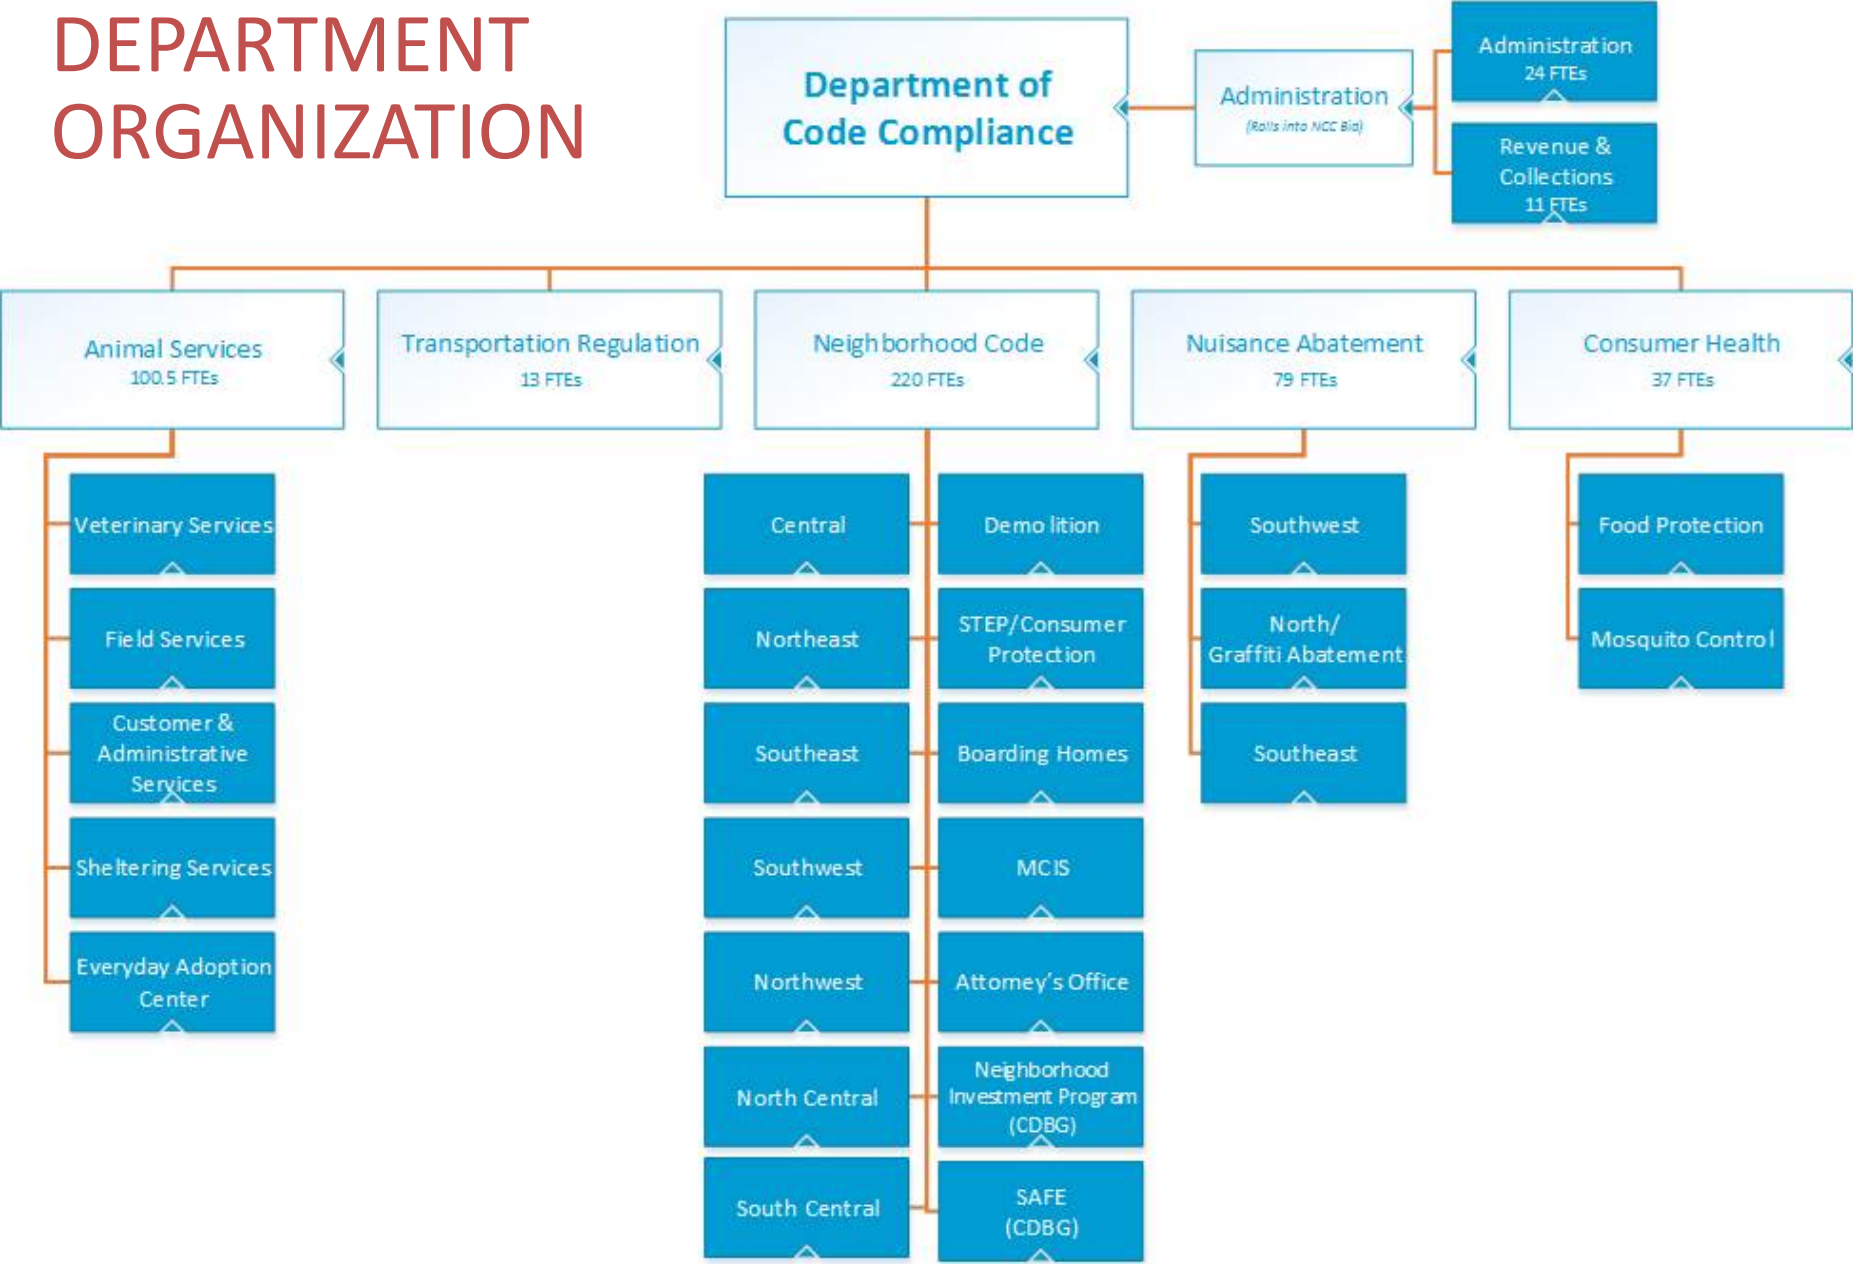 DEPARTMENT
ORGANIZATION
Department of
Code Compliance
Administration
(Rolls into NCC Bid)
Administration
24 FTEs
Revenue &
Collections
11 FTEs
Animal Services
100.5 FTEs
Transportation Regulation
13 FTEs
Neighborhood Code
220 FTEs
Nuisance Abatement
79 FTEs
Consumer Health
37 FTEs
Veterinary Services
Field Services
Customer &
Administrative
Services
Sheltering Services
Everyday Adoption
Center
Central
Northeast
Southeast
Southwest
Northwest
North Central
South Central
Demolition
STEP/Consumer
Protection
Boarding Homes
MCIS
Attorney's Office
Neighborhood
Investment Program
(CDBG)
SAFE
(CDBG)
Southwest
North/
Graffiti Abatement
Southeast
Food Protection
Mosquito Control